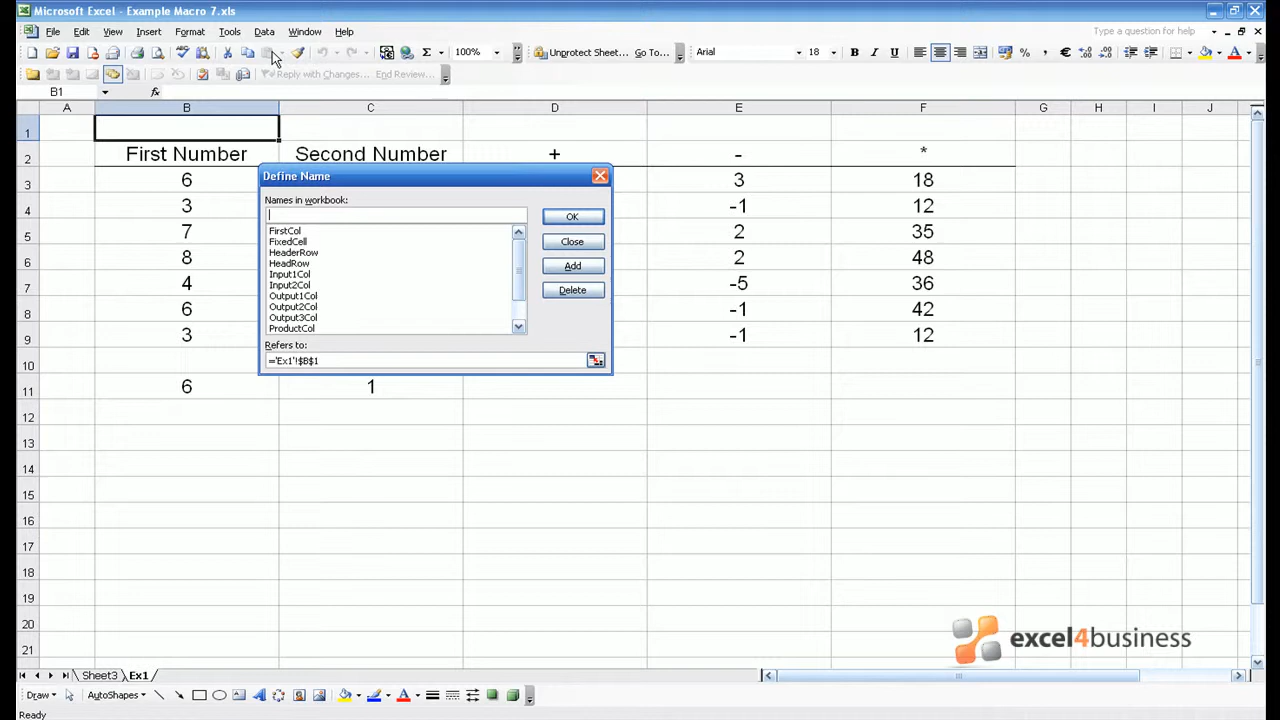 Microsoft Excel - Example Macro 7.xls
File Edit View Insert Format Tools Data Window Help
Type a question for help
100%
Unprotect Sheet... Go To...
Arial 18 B I U
Reply with Changes... End Review...
B1 fx
A B C D E F G H I J
1
2 First Number Second Number + - *
3 6 3 18
4 3 -1 12
5 7 2 35
6 8 2 48
7 4 -5 36
8 6 -1 42
9 3 -1 12
10
11 6 1
12
13
14
15
16
17
18
19
20
21
Define Name
Names in workbook:
FirstCol
FixedCell
HeaderRow
HeadRow
Input1Col
Input2Col
Output1Col
Output2Col
Output3Col
ProductCol
OK
Close
Add
Delete
Refers to:
='Ex1'!$B$1
excel4business
Sheet3 Ex1
Draw AutoShapes
Ready